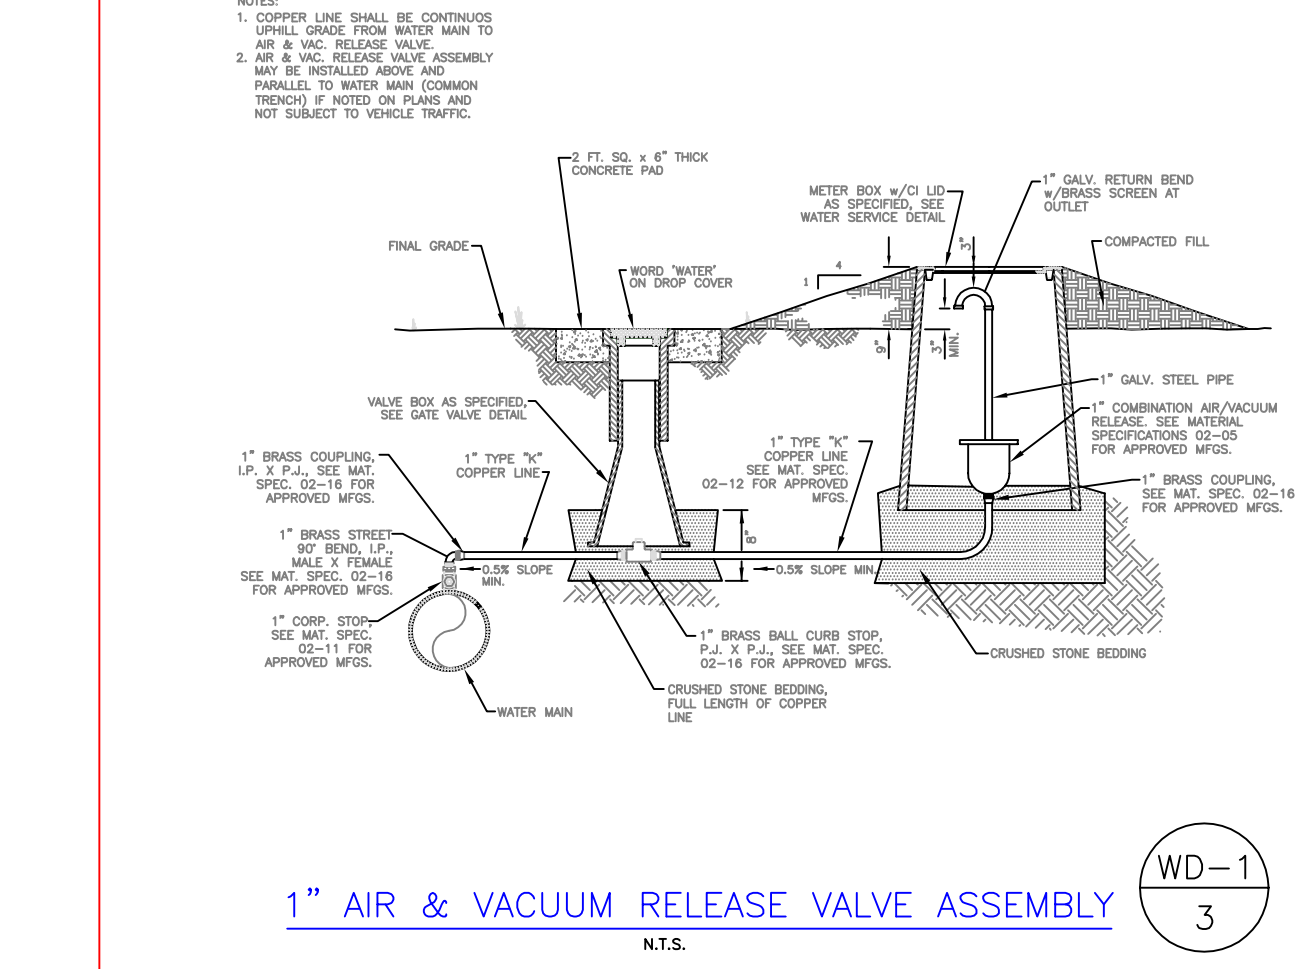 NOTES:
1. COPPER LINE SHALL BE CONTINUOS
UPHILL GRADE FROM WATER MAIN TO
AIR & VAC. RELEASE VALVE.
2. AIR & VAC. RELEASE VALVE ASSEMBLY
MAY BE INSTALLED ABOVE AND
PARALLEL TO WATER MAIN (COMMON
TRENCH) IF NOTED ON PLANS AND
NOT SUBJECT TO VEHICLE TRAFFIC.
2 FT. SQ. x 6" THICK
CONCRETE PAD
METER BOX w/CI LID
AS SPECIFIED, SEE
WATER SERVICE DETAIL
1" GALV. RETURN BEND
w/BRASS SCREEN AT
OUTLET
FINAL GRADE
WORD 'WATER'
ON DROP COVER
4
1
3"
COMPACTED FILL
9"
3"
MIN.
VALVE BOX AS SPECIFIED,
SEE GATE VALVE DETAIL
1" GALV. STEEL PIPE
1" COMBINATION AIR/VACUUM
RELEASE. SEE MATERIAL
SPECIFICATIONS 02-05
FOR APPROVED MFGS.
1" BRASS COUPLING,
I.P. X P.J., SEE MAT.
SPEC. 02-16 FOR
APPROVED MFGS.
1" TYPE "K"
COPPER LINE
1" TYPE "K"
COPPER LINE
SEE MAT. SPEC.
02-12 FOR APPROVED
MFGS.
1" BRASS COUPLING,
SEE MAT. SPEC. 02-16
FOR APPROVED MFGS.
1" BRASS STREET
90° BEND, I.P.,
MALE X FEMALE
SEE MAT. SPEC. 02-16
FOR APPROVED MFGS.
8"
0.5% SLOPE
MIN.
0.5% SLOPE MIN.
1" CORP. STOP,
SEE MAT. SPEC.
02-11 FOR
APPROVED MFGS.
1" BRASS BALL CURB STOP,
P.J. X P.J., SEE MAT. SPEC.
02-16 FOR APPROVED MFGS.
CRUSHED STONE BEDDING
CRUSHED STONE BEDDING,
FULL LENGTH OF COPPER
LINE
WATER MAIN
1" AIR & VACUUM RELEASE VALVE ASSEMBLY
N.T.S.
WD-1
3